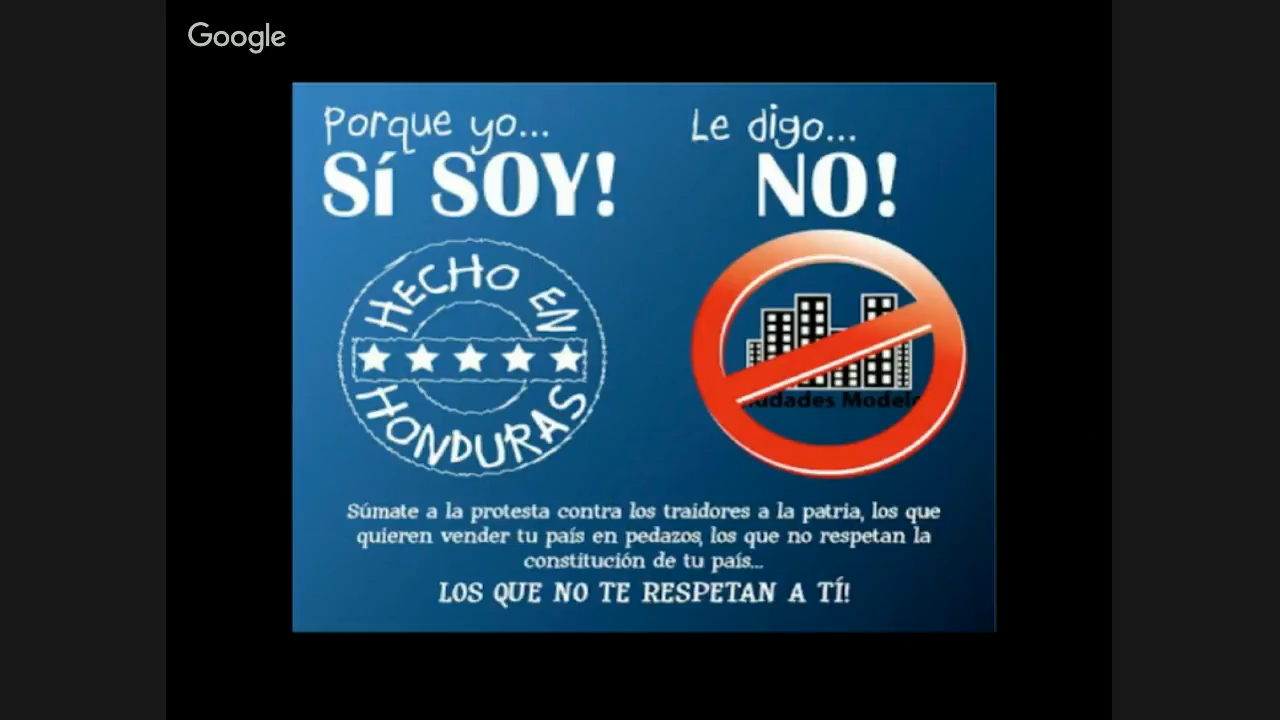 Google
Porque yo...
SÍ SOY!
HECHO EN
HONDURAS
Le digo...
NO!
Modelo
Súmate a la protesta contra los traidores a la patria, los que
quieren vender tu país en pedazos, los que no respetan la
constitución de tu país...
LOS QUE NO TE RESPETAN A TÍ!